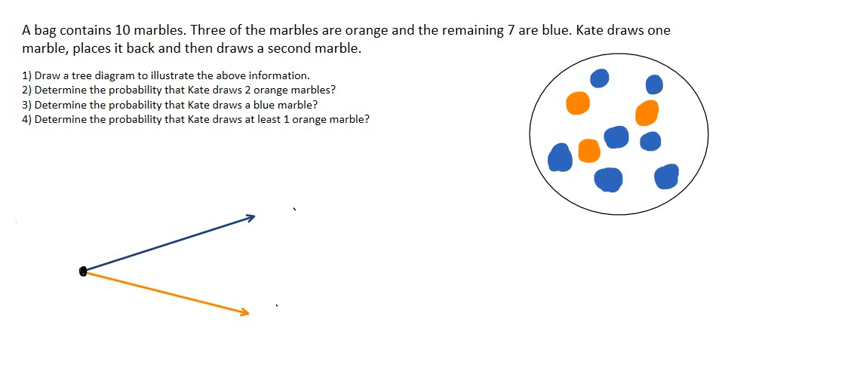 A bag contains 10 marbles. Three of the marbles are orange and the remaining 7 are blue. Kate draws one
marble, places it back and then draws a second marble.
1) Draw a tree diagram to illustrate the above information.
2) Determine the probability that Kate draws 2 orange marbles?
3) Determine the probability that Kate draws a blue marble?
4) Determine the probability that Kate draws at least 1 orange marble?